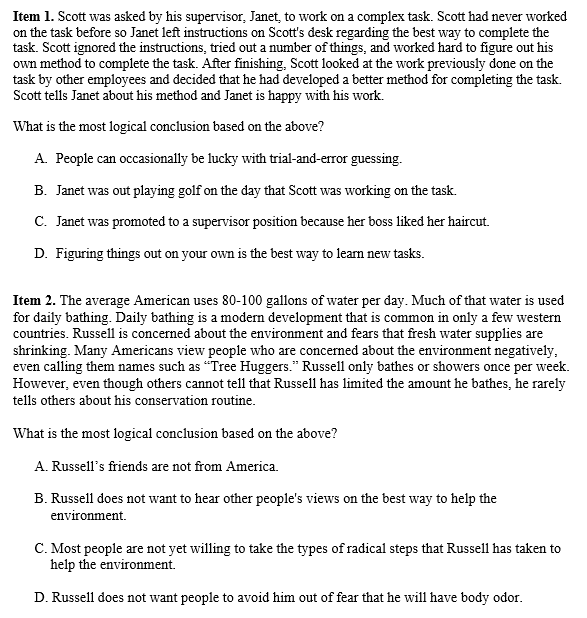 Item 1. Scott was asked by his supervisor, Janet, to work on a complex task. Scott had never worked
on the task before so Janet left instructions on Scott's desk regarding the best way to complete the
task. Scott ignored the instructions, tried out a number of things, and worked hard to figure out his
own method to complete the task. After finishing, Scott looked at the work previously done on the
task by other employees and decided that he had developed a better method for completing the task.
Scott tells Janet about his method and Janet is happy with his work.
What is the most logical conclusion based on the above?
A. People can occasionally be lucky with trial-and-error guessing.
B. Janet was out playing golf on the day that Scott was working on the task.
C. Janet was promoted to a supervisor position because her boss liked her haircut.
D. Figuring things out on your own is the best way to learn new tasks.
Item 2. The average American uses 80-100 gallons of water per day. Much of that water is used
for daily bathing. Daily bathing is a modern development that is common in only a few western
countries. Russell is concerned about the environment and fears that fresh water supplies are
shrinking. Many Americans view people who are concerned about the environment negatively,
even calling them names such as “Tree Huggers.” Russell only bathes or showers once per week.
However, even though others cannot tell that Russell has limited the amount he bathes, he rarely
tells others about his conservation routine.
What is the most logical conclusion based on the above?
A. Russell’s friends are not from America.
B. Russell does not want to hear other people's views on the best way to help the
environment.
C. Most people are not yet willing to take the types of radical steps that Russell has taken to
help the environment.
D. Russell does not want people to avoid him out of fear that he will have body odor.